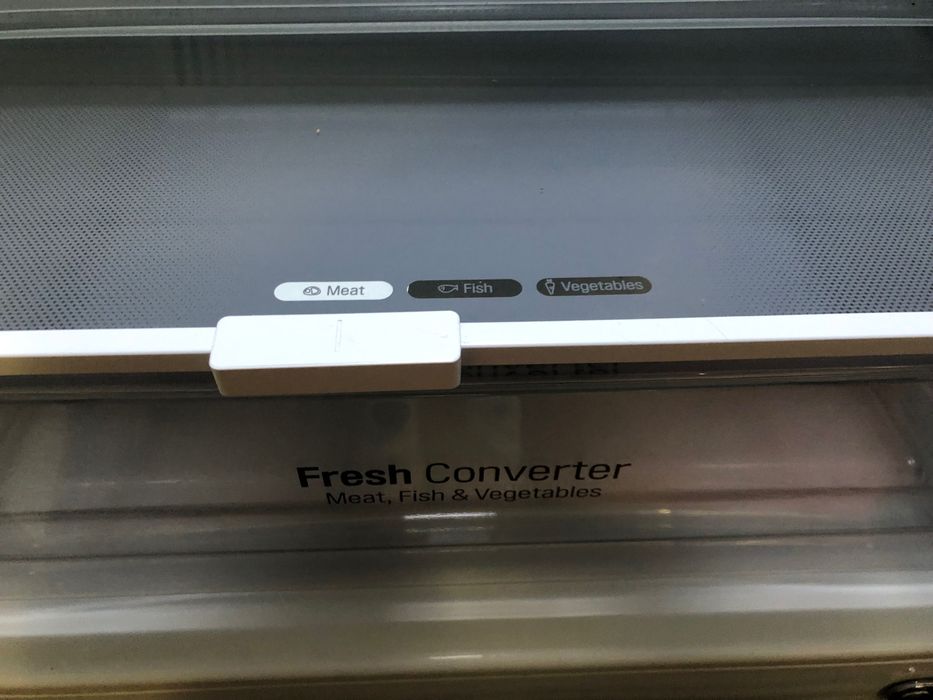 Meat Fish Vegetables
Fresh Converter
Meat, Fish & Vegetables